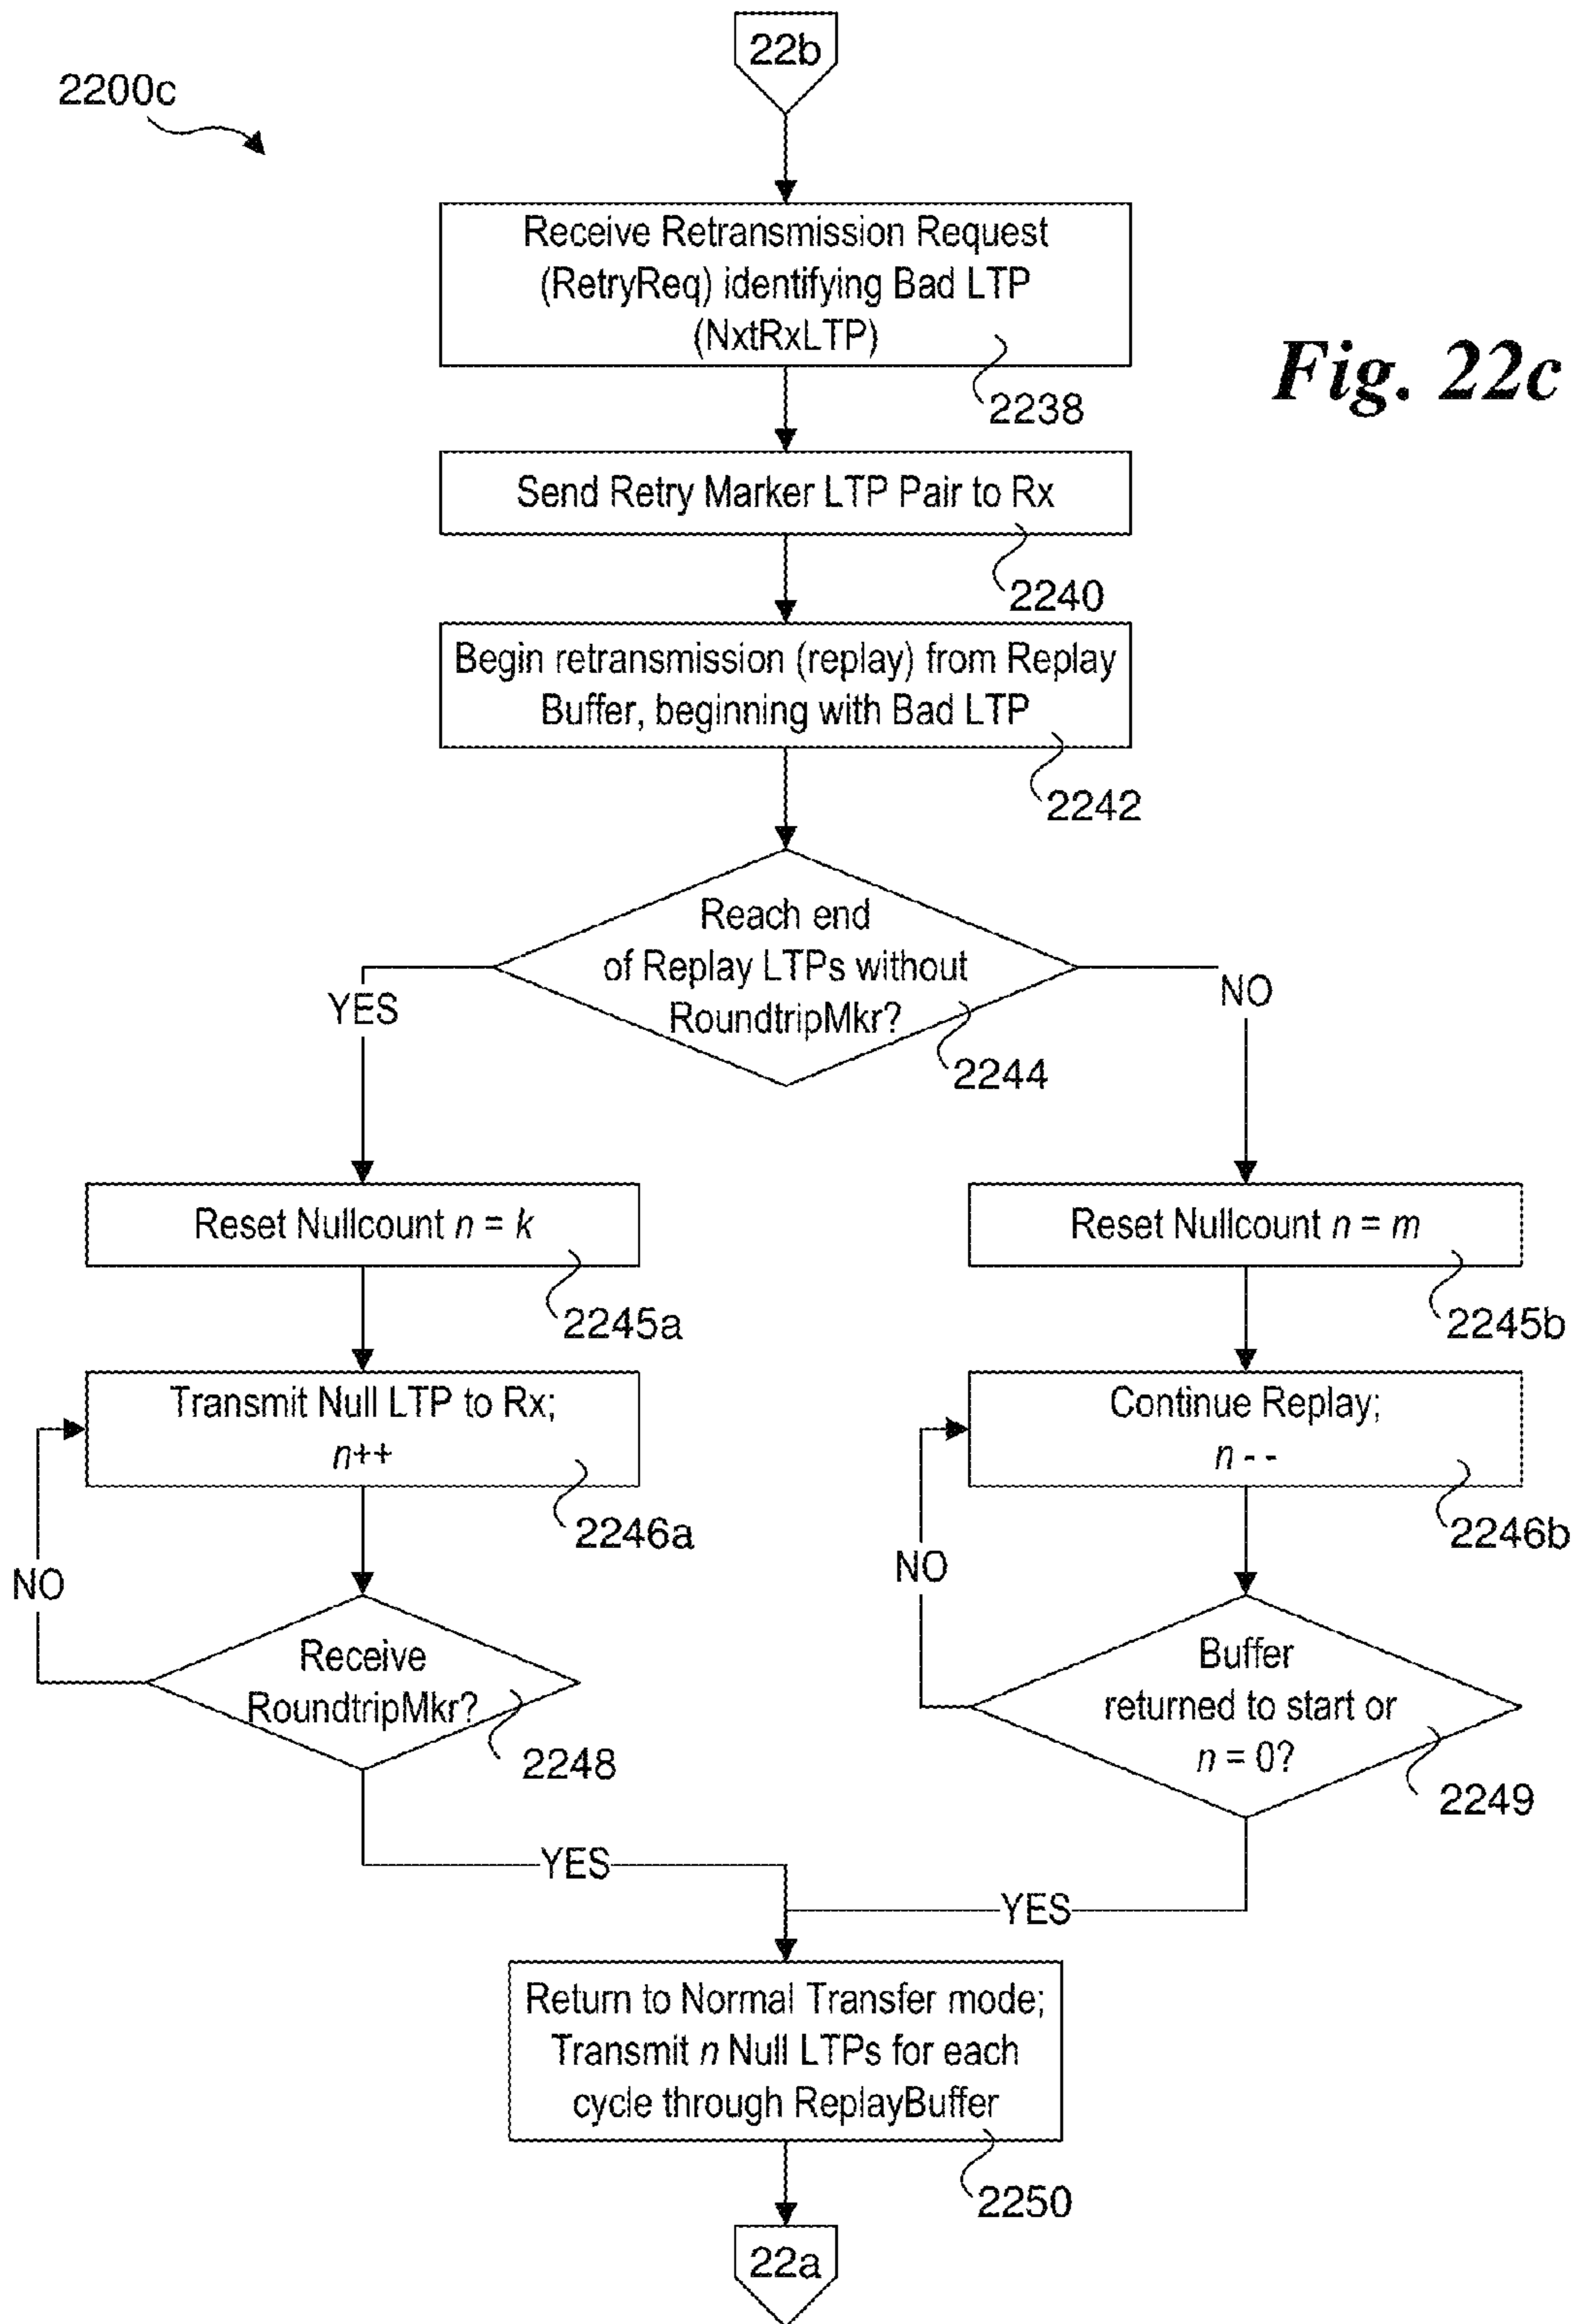 22b
2200c
Receive Retransmission Request
(RetryReq) identifying Bad LTP
(NxtRxLTP)
2238
Fig. 22c
Send Retry Marker LTP Pair to Rx
2240
Begin retransmission (replay) from Replay
Buffer, beginning with Bad LTP
2242
Reach end
of Replay LTPs without
RoundtripMkr?
2244
YES
NO
Reset Nullcount n = k
2245a
Reset Nullcount n = m
2245b
Transmit Null LTP to Rx;
n++
2246a
Continue Replay;
n - -
2246b
NO
NO
Receive
RoundtripMkr?
2248
Buffer
returned to start or
n = 0?
2249
YES
YES
Return to Normal Transfer mode;
Transmit n Null LTPs for each
cycle through ReplayBuffer
2250
22a